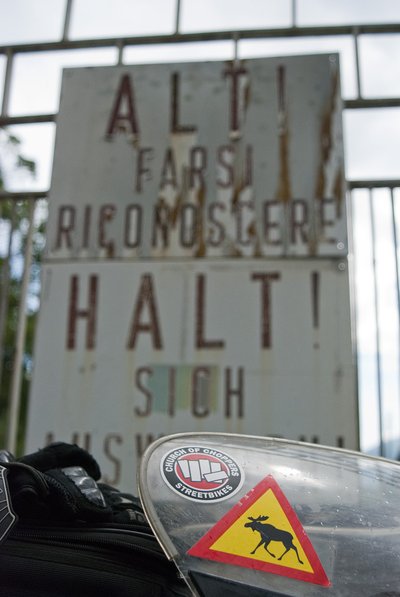 ALT!
FARSI
RICONOSCERE
HALT!
SICH
CHURCH OF CHOPPERS
STREETBIKES